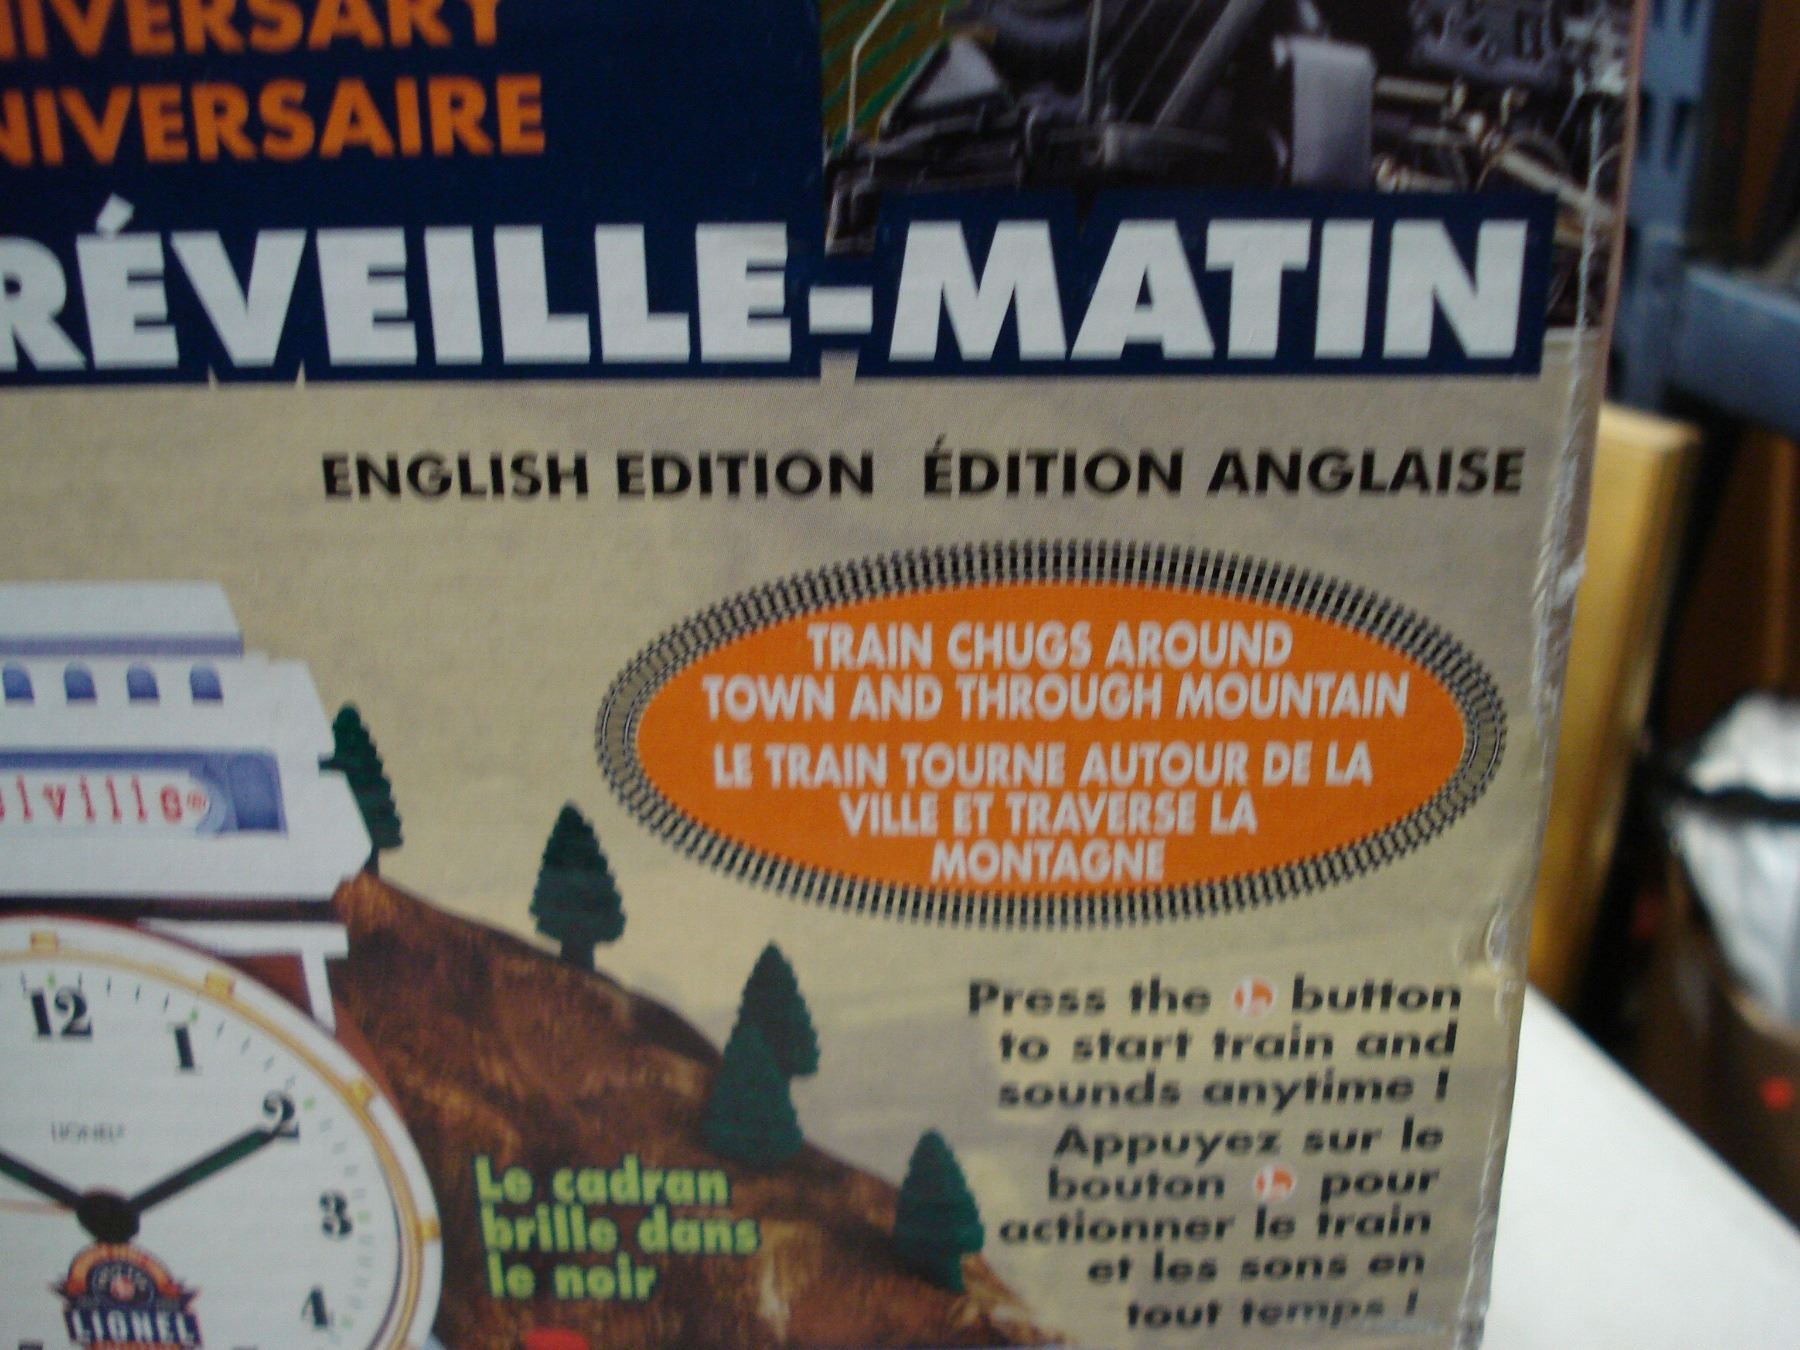 NIVERSARY
NIVERSAIRE
RÉVEILLE-MATIN
ENGLISH EDITION ÉDITION ANGLAISE
TRAIN CHUGS AROUND
TOWN AND THROUGH MOUNTAIN
LE TRAIN TOURNE AUTOUR DE LA
VILLE ET TRAVERSE LA
MONTAGNE
elville
Press the L button
to start train and
sounds anytime !
Appuyez sur le
bouton L pour
actionner le train
et les sons en
tout temps !
12
1
2
3
4
LIONEL
LIONEL
Le cadran
brille dans
le noir